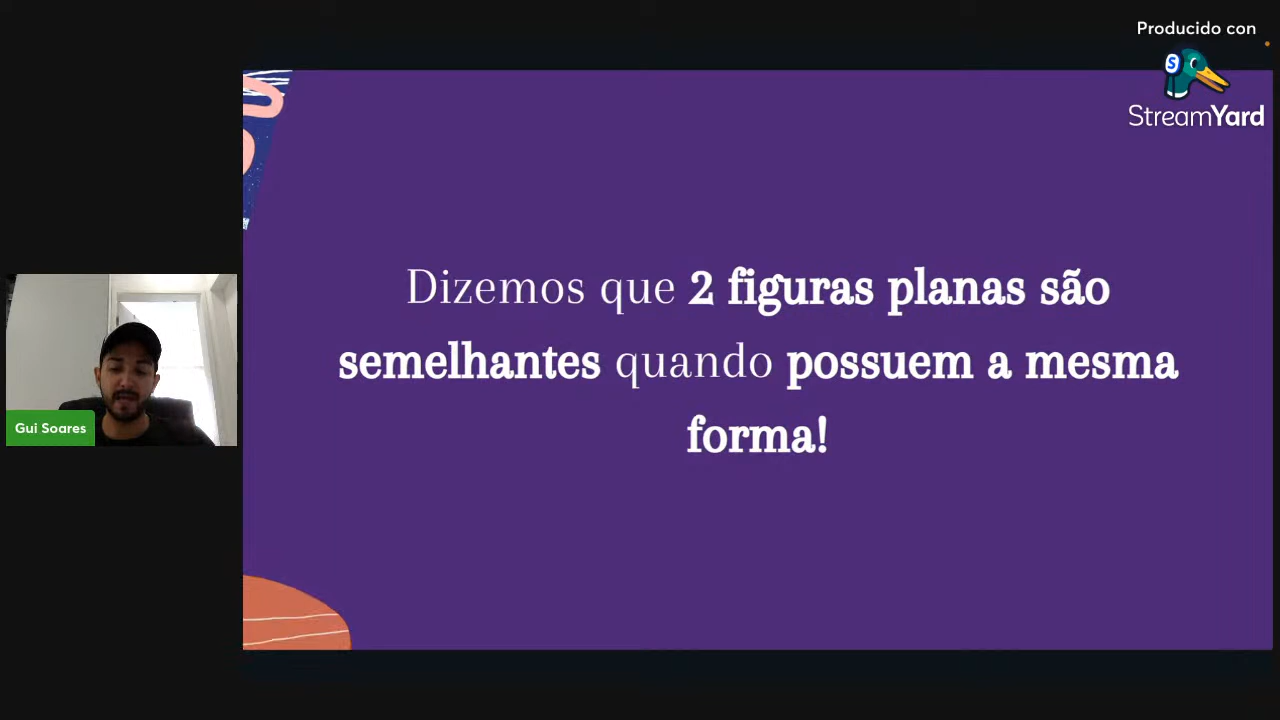 Producido con
StreamYard
Dizemos que 2 figuras planas são
semelhantes quando possuem a mesma
forma!
Gui Soares